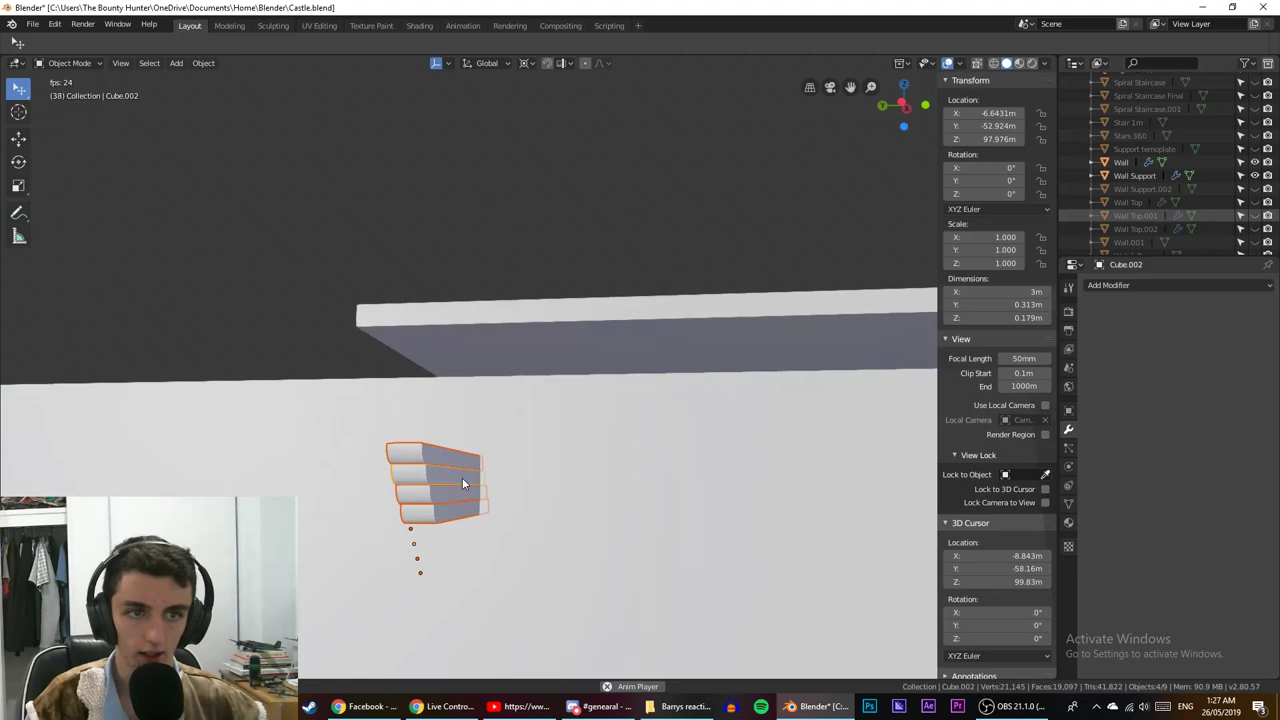 Blender* [C:\Users\The Bounty Hunter\OneDrive\Documents\Home\Blender\Castle.blend]
File Edit Render Window Help Layout Modeling Sculpting UV Editing Texture Paint Shading Animation Rendering Compositing Scripting + Scene View Layer
Object Mode View Select Add Object Global
fps: 24
(38) Collection | Cube.002
Transform
Location:
X: -6.6431m
Y: -52.924m
Z: 97.976m
Rotation:
X: 0°
Y: 0°
Z: 0°
XYZ Euler
Scale:
X: 1.000
Y: 1.000
Z: 1.000
Dimensions:
X: 3m
Y: 0.313m
Z: 0.179m
View
Focal Length 50mm
Clip Start 0.1m
End 1000m
Use Local Camera
Local Camera Cam...
Render Region
View Lock
Lock to Object
Lock to 3D Cursor
Lock Camera to View
3D Cursor
Location:
X: -8.843m
Y: -58.16m
Z: 99.83m
Rotation:
X: 0°
Y: 0°
Z: 0°
XYZ Euler
Annotations
Spiral Staircase
Spiral Staircase Final
Spiral Staircase.001
Stair 1m
Stars 360
Support temoplate
Wall
Wall Support
Wall Support.002
Wall Top
Wall Top.001
Wall Top.002
Wall.001
Cube.002
Add Modifier
Activate Windows
Go to Settings to activate Windows.
Anim Player
Collection | Cube.002 | Verts:21,145 | Faces:19,097 | Tris:41,822 | Objects:4/9 | Mem: 90.9 MB | v2.80.57
Facebook - ...
Live Contro...
https://ww...
#genearal - ...
Barrys reacti...
Blender* [C:...
Ps
Lr
Ae
Pr
OBS 21.1.0 (...
ENG
1:27 AM
26/05/2019